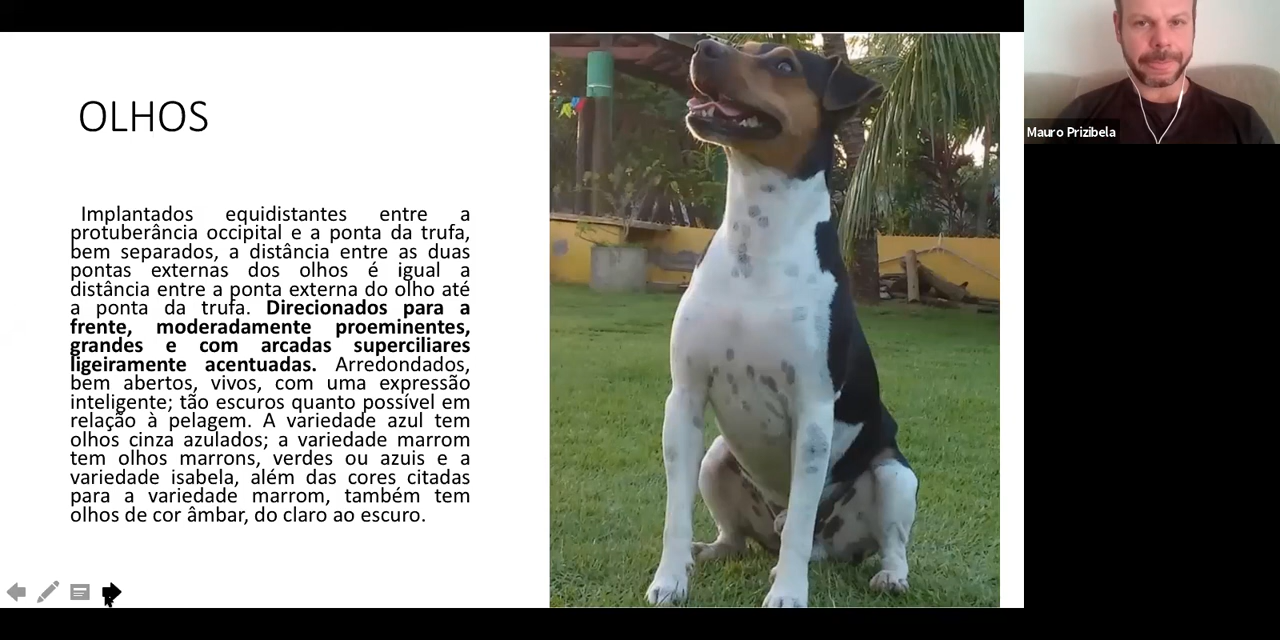 OLHOS
Implantados equidistantes entre a
protuberância occipital e a ponta da trufa,
bem separados, a distância entre as duas
pontas externas dos olhos é igual a
distância entre a ponta externa do olho até
a ponta da trufa. Direcionados para a
frente, moderadamente proeminentes,
grandes e com arcadas superciliares
ligeiramente acentuadas. Arredondados,
bem abertos, vivos, com uma expressão
inteligente; tão escuros quanto possível em
relação à pelagem. A variedade azul tem
olhos cinza azulados; a variedade marrom
tem olhos marrons, verdes ou azuis e a
variedade isabela, além das cores citadas
para a variedade marrom, também tem
olhos de cor âmbar, do claro ao escuro.
Mauro Prizibela